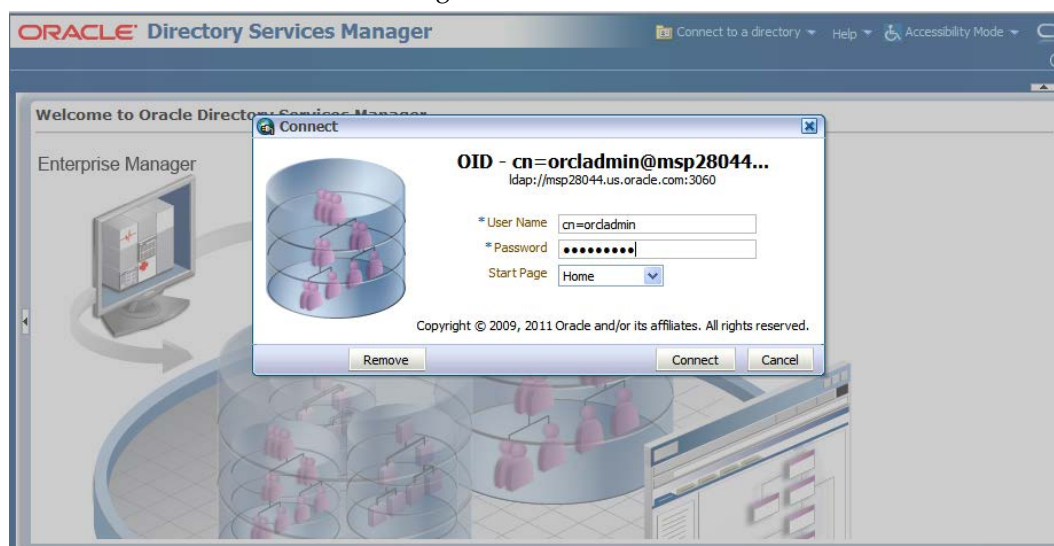 ORACLE Directory Services Manager
Connect to a directory Help Accessibility Mode
Welcome to Oracle Directory Services Manager
Enterprise Manager
Connect
OID - cn=orcladmin@msp28044...
ldap://msp28044.us.oracle.com:3060
* User Name cn=orcladmin
* Password ●●●●●●●●●
Start Page Home
Copyright © 2009, 2011 Oracle and/or its affiliates. All rights reserved.
Remove Connect Cancel